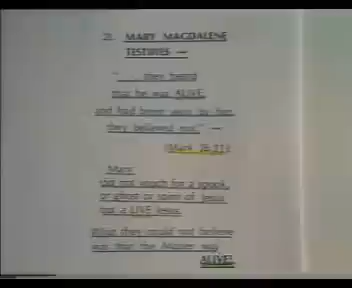 21. MARY MAGDALENE
TESTIFIES —
"......they heard
that he was ALIVE,
and had been seen by her,
they believed not." —
(Mark 16:11)
Mary
did not vouch for a spook,
or ghost or spirit of Jesus
but a LIVE Jesus.
What they could not believe
was that the Master was
ALIVE!